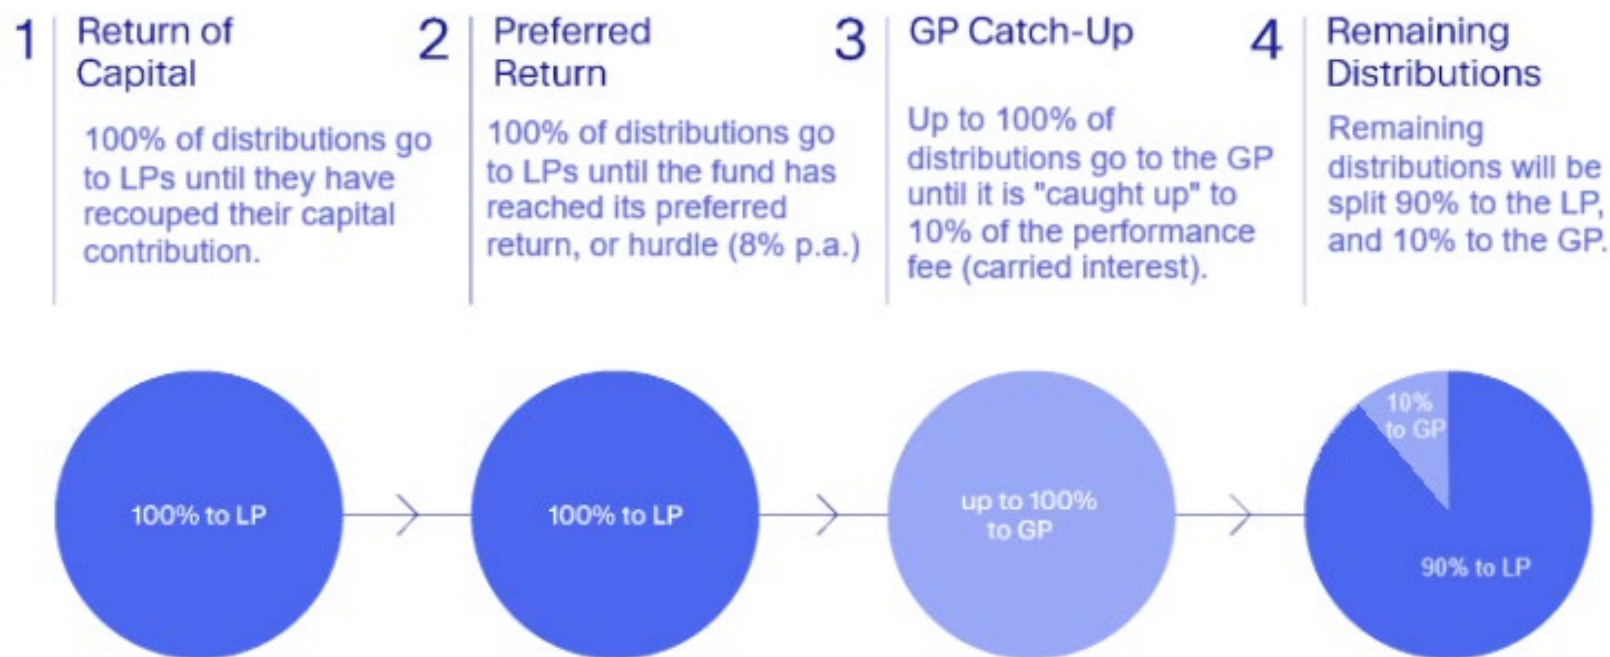 1
Return of
Capital
100% of distributions go
to LPs until they have
recouped their capital
contribution.
2
Preferred
Return
100% of distributions go
to LPs until the fund has
reached its preferred
return, or hurdle (8% p.a.)
3
GP Catch-Up
Up to 100% of
distributions go to the GP
until it is "caught up" to
10% of the performance
fee (carried interest).
4
Remaining
Distributions
Remaining
distributions will be
split 90% to the LP,
and 10% to the GP.
100% to LP
100% to LP
up to 100%
to GP
10%
to GP
90% to LP